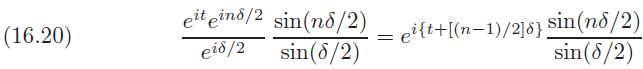 (16.20) \frac{e^{it}e^{in\delta/2}}{e^{i\delta/2}} \frac{\sin(n\delta/2)}{\sin(\delta/2)} = e^{i\{t+[(n-1)/2]\delta\}} \frac{\sin(n\delta/2)}{\sin(\delta/2)}